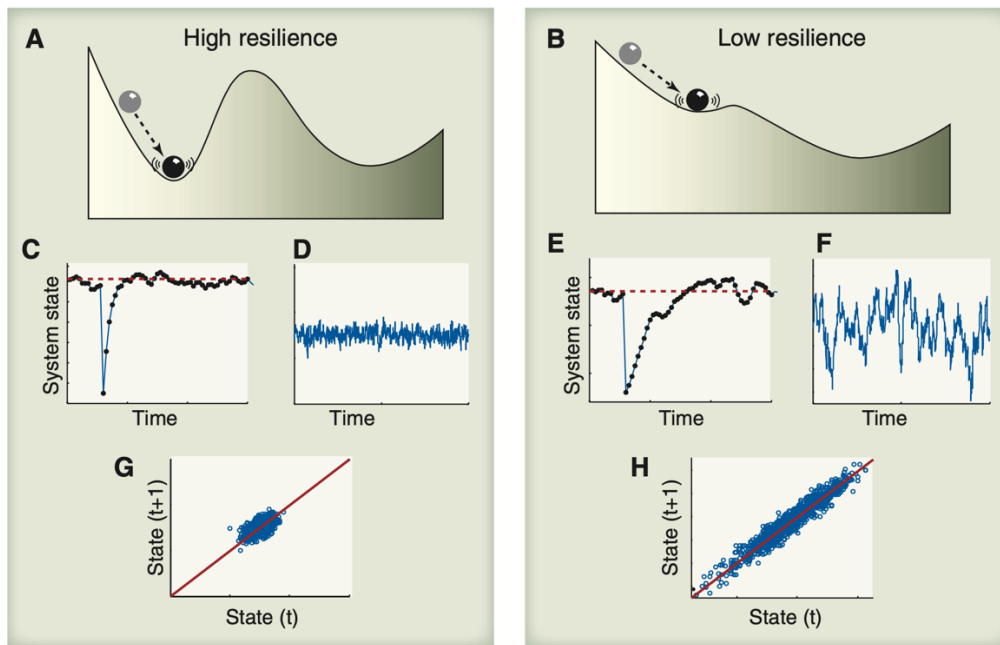 A
High resilience
B
Low resilience
C
D
System state
Time
Time
E
F
System state
Time
Time
G
State (t+1)
State (t)
H
State (t+1)
State (t)